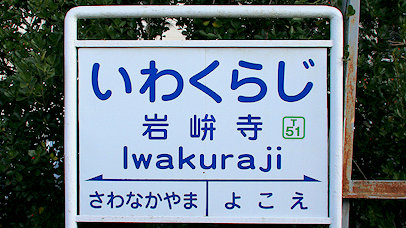 いわくらじ
岩峅寺
T
51
Iwakuraji
さわなかやま よこえ